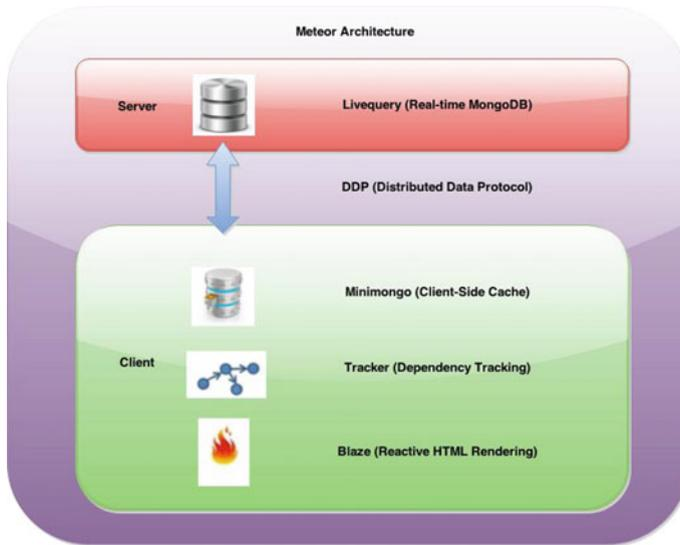 Meteor Architecture
Server
Livequery (Real-time MongoDB)
DDP (Distributed Data Protocol)
Minimongo (Client-Side Cache)
Client
Tracker (Dependency Tracking)
Blaze (Reactive HTML Rendering)